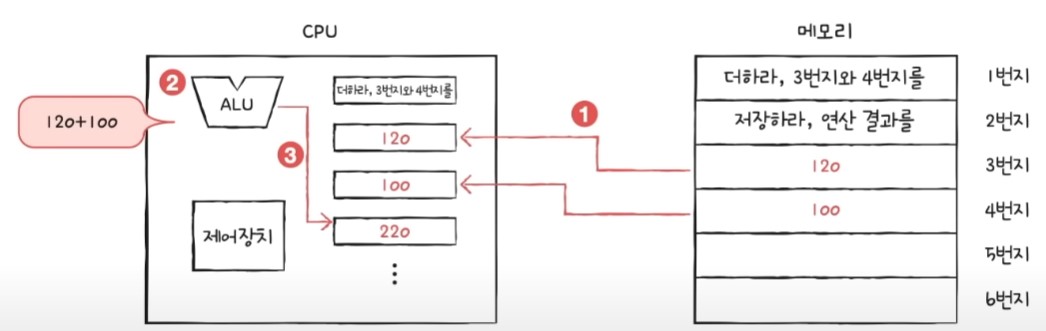 CPU
메모리
2
ALU
120+100
3
제어장치
더하라, 3번지와 4번지를
120
100
220
1
더하라, 3번지와 4번지를
1번지
저장하라, 연산 결과를
2번지
120
3번지
100
4번지
5번지
6번지